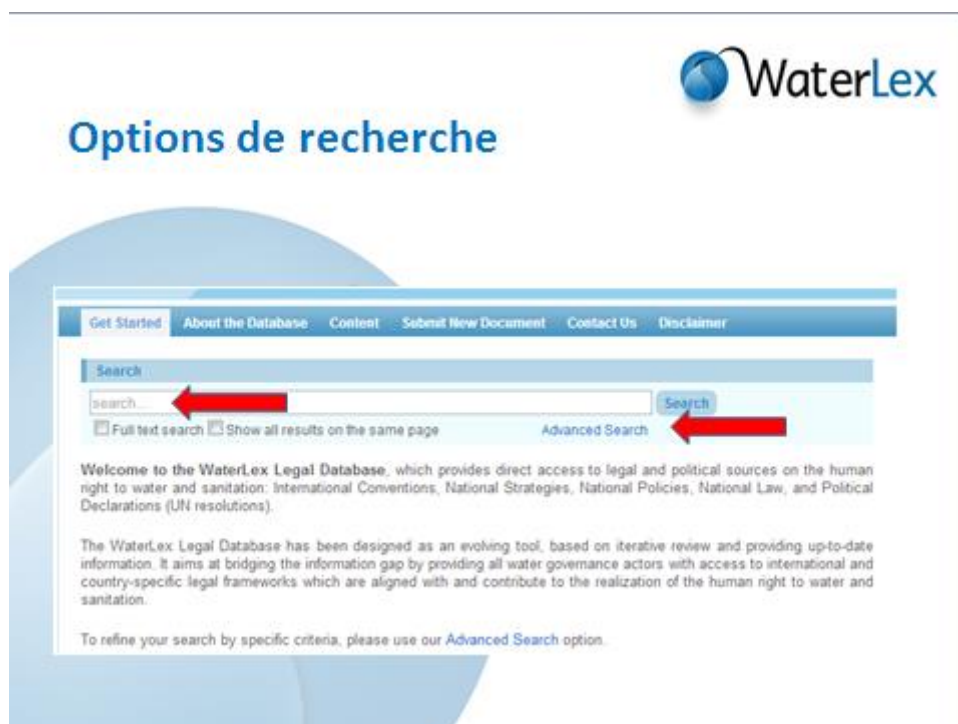 WaterLex
Options de recherche
Get Started About the Database Content Submit New Document Contact Us Disclaimer
Search
search... Search
Full text search Show all results on the same page Advanced Search
Welcome to the WaterLex Legal Database, which provides direct access to legal and political sources on the human
right to water and sanitation: International Conventions, National Strategies, National Policies, National Law, and Political
Declarations (UN resolutions).
The WaterLex Legal Database has been designed as an evolving tool, based on iterative review and providing up-to-date
information. It aims at bridging the information gap by providing all water governance actors with access to international and
country-specific legal frameworks which are aligned with and contribute to the realization of the human right to water and
sanitation.
To refine your search by specific criteria, please use our Advanced Search option.